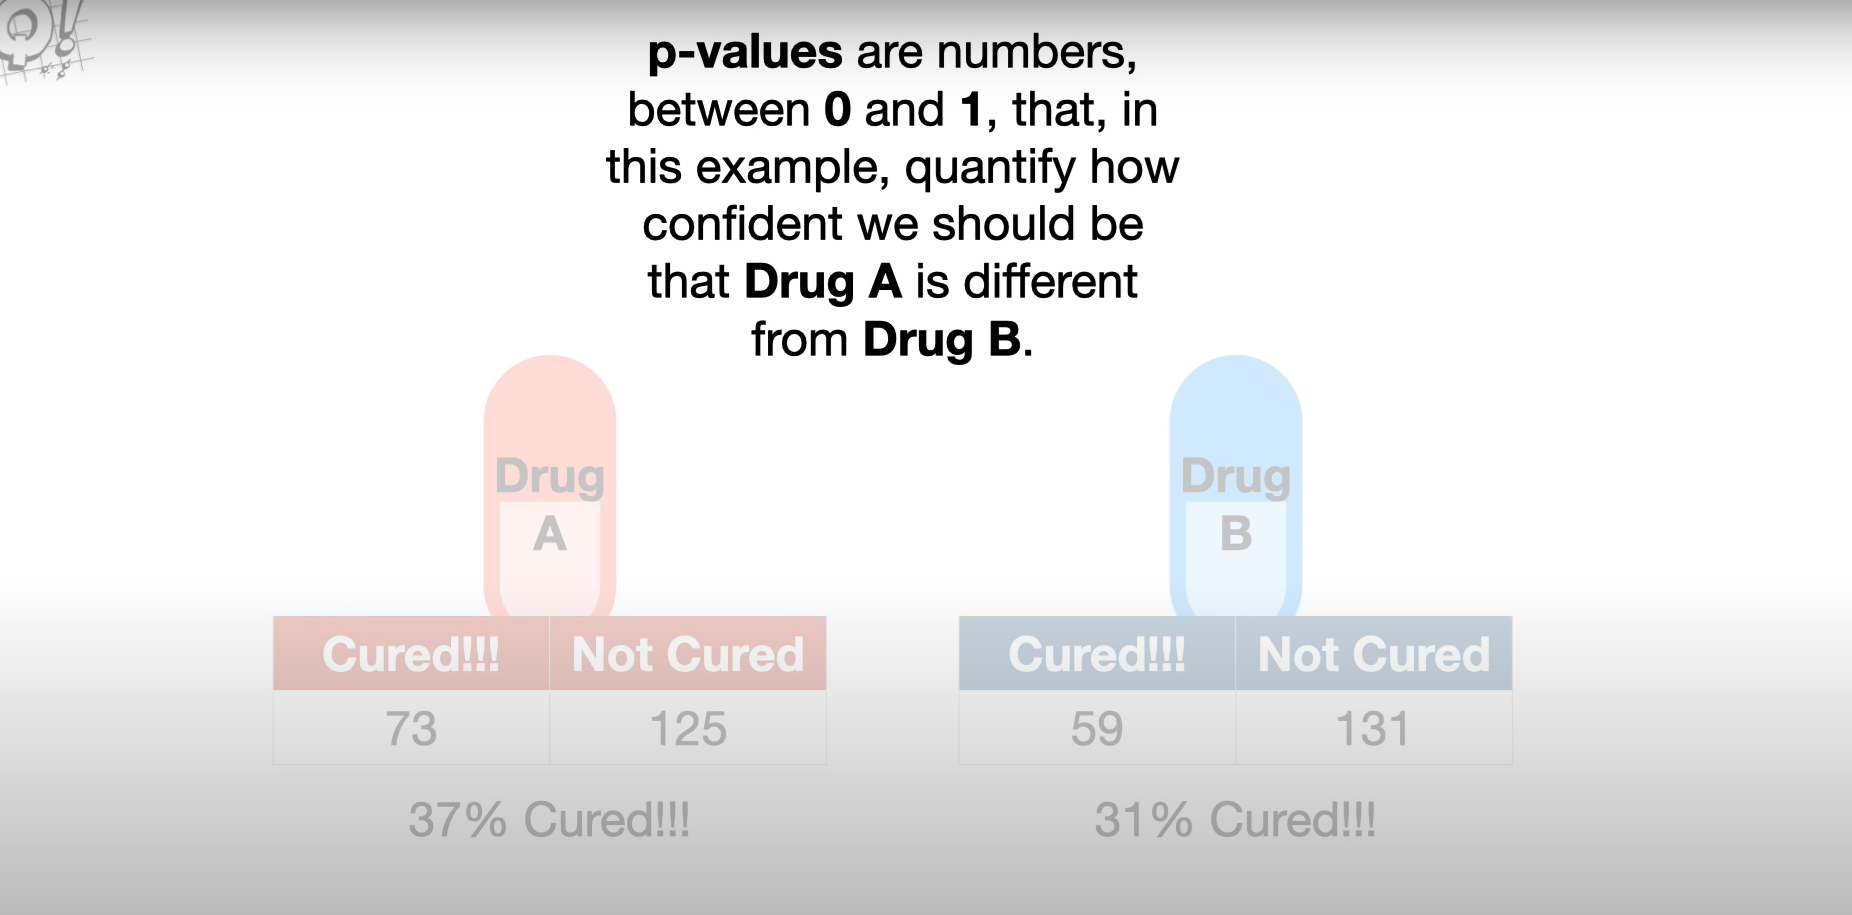 p-values are numbers,
between 0 and 1, that, in
this example, quantify how
confident we should be
that Drug A is different
from Drug B.
Drug
A
Drug
B
Cured!!! Not Cured
73 125
37% Cured!!!
Cured!!! Not Cured
59 131
31% Cured!!!